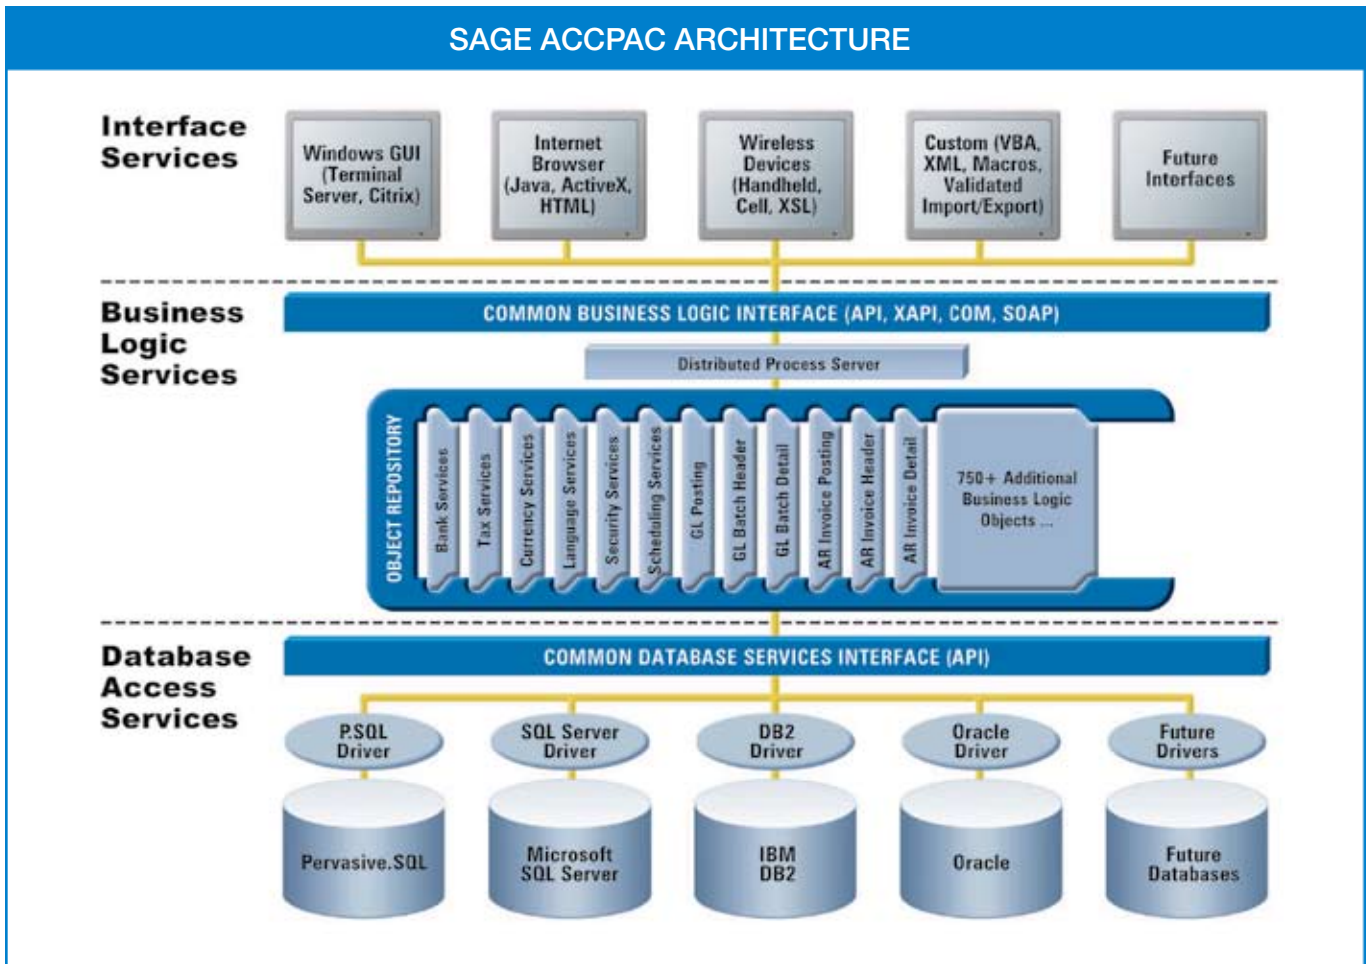 SAGE ACCPAC ARCHITECTURE
Interface
Services
Windows GUI
(Terminal
Server, Citrix)
Internet
Browser
(Java, ActiveX,
HTML)
Wireless
Devices
(Handheld,
Cell, XSL)
Custom (VBA,
XML, Macros,
Validated
Import/Export)
Future
Interfaces
Business
Logic
Services
COMMON BUSINESS LOGIC INTERFACE (API, XAPI, COM, SOAP)
Distributed Process Server
OBJECT REPOSITORY
Bank Services
Tax Services
Currency Services
Language Services
Security Services
Scheduling Services
GL Posting
GL Batch Header
GL Batch Detail
AR Invoice Posting
AR Invoice Header
AR Invoice Detail
750+ Additional
Business Logic
Objects ...
Database
Access
Services
COMMON DATABASE SERVICES INTERFACE (API)
P.SQL
Driver
SQL Server
Driver
DB2
Driver
Oracle
Driver
Future
Drivers
Pervasive.SQL
Microsoft
SQL Server
IBM
DB2
Oracle
Future
Databases